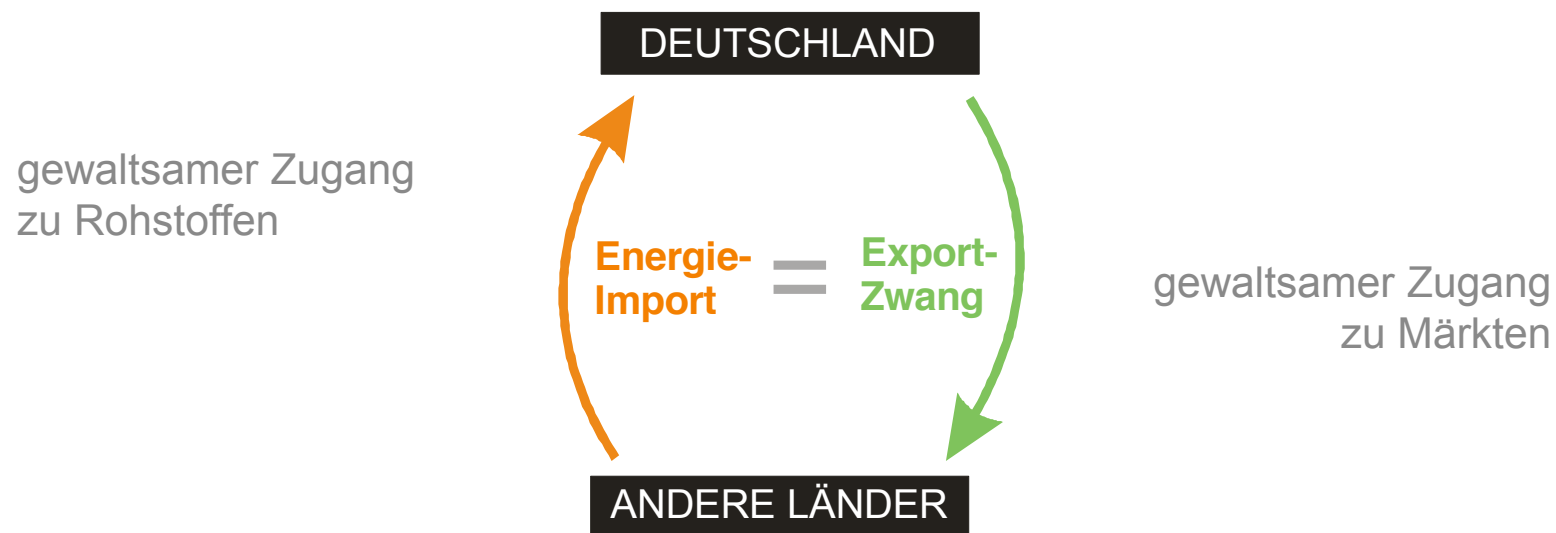 DEUTSCHLAND
gewaltsamer Zugang
zu Rohstoffen
Energie-
Import
=
Export-
Zwang
gewaltsamer Zugang
zu Märkten
ANDERE LÄNDER